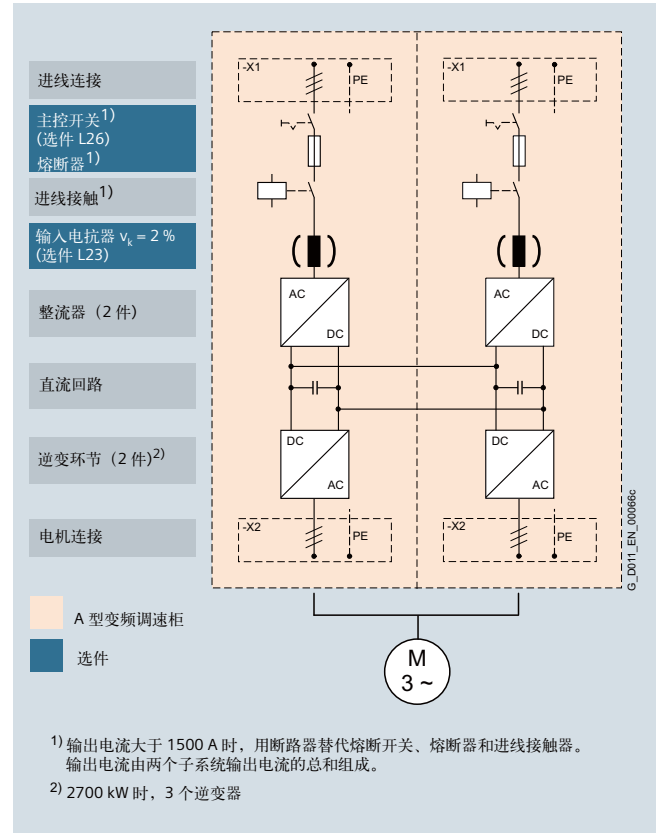 进线连接
主控开关1)
(选件 L26)
熔断器1)
进线接触1)
输入电抗器 vk = 2 %
(选件 L23)
整流器（2 件）
直流回路
逆变环节（2 件)2)
电机连接
-X1
PE
-X1
PE
AC
DC
AC
DC
DC
AC
DC
AC
-X2
PE
-X2
PE
G_D011_EN_00066c
M
3 ~
A 型变频调速柜
选件
1) 输出电流大于 1500 A 时，用断路器替代熔断开关、熔断器和进线接触器。
输出电流由两个子系统输出电流的总和组成。
2) 2700 kW 时，3 个逆变器